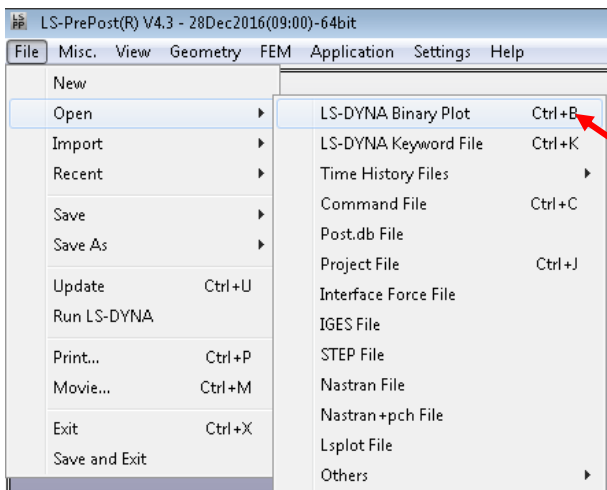 LS-PrePost(R) V4.3 - 28Dec2016(09:00)-64bit
File Misc. View Geometry FEM Application Settings Help
New
Open
Import
Recent
Save
Save As
Update Ctrl+U
Run LS-DYNA
Print... Ctrl+P
Movie... Ctrl+M
Exit Ctrl+X
Save and Exit
LS-DYNA Binary Plot Ctrl+B
LS-DYNA Keyword File Ctrl+K
Time History Files
Command File Ctrl+C
Post.db File
Project File Ctrl+J
Interface Force File
IGES File
STEP File
Nastran File
Nastran+pch File
Lsplot File
Others